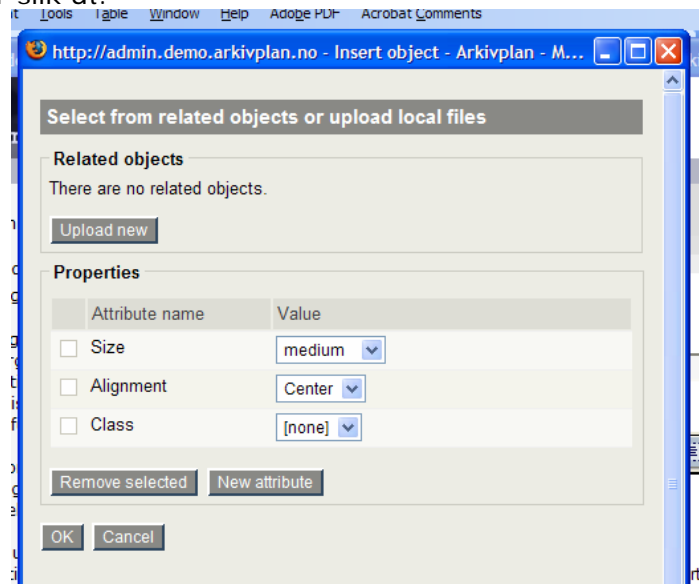 slik ut:
Tools Table Window Help Adobe PDF Acrobat Comments
http://admin.demo.arkivplan.no - Insert object - Arkivplan - M...
Select from related objects or upload local files
Related objects
There are no related objects.
Upload new
Properties
Attribute name Value
Size medium
Alignment Center
Class [none]
Remove selected New attribute
OK Cancel